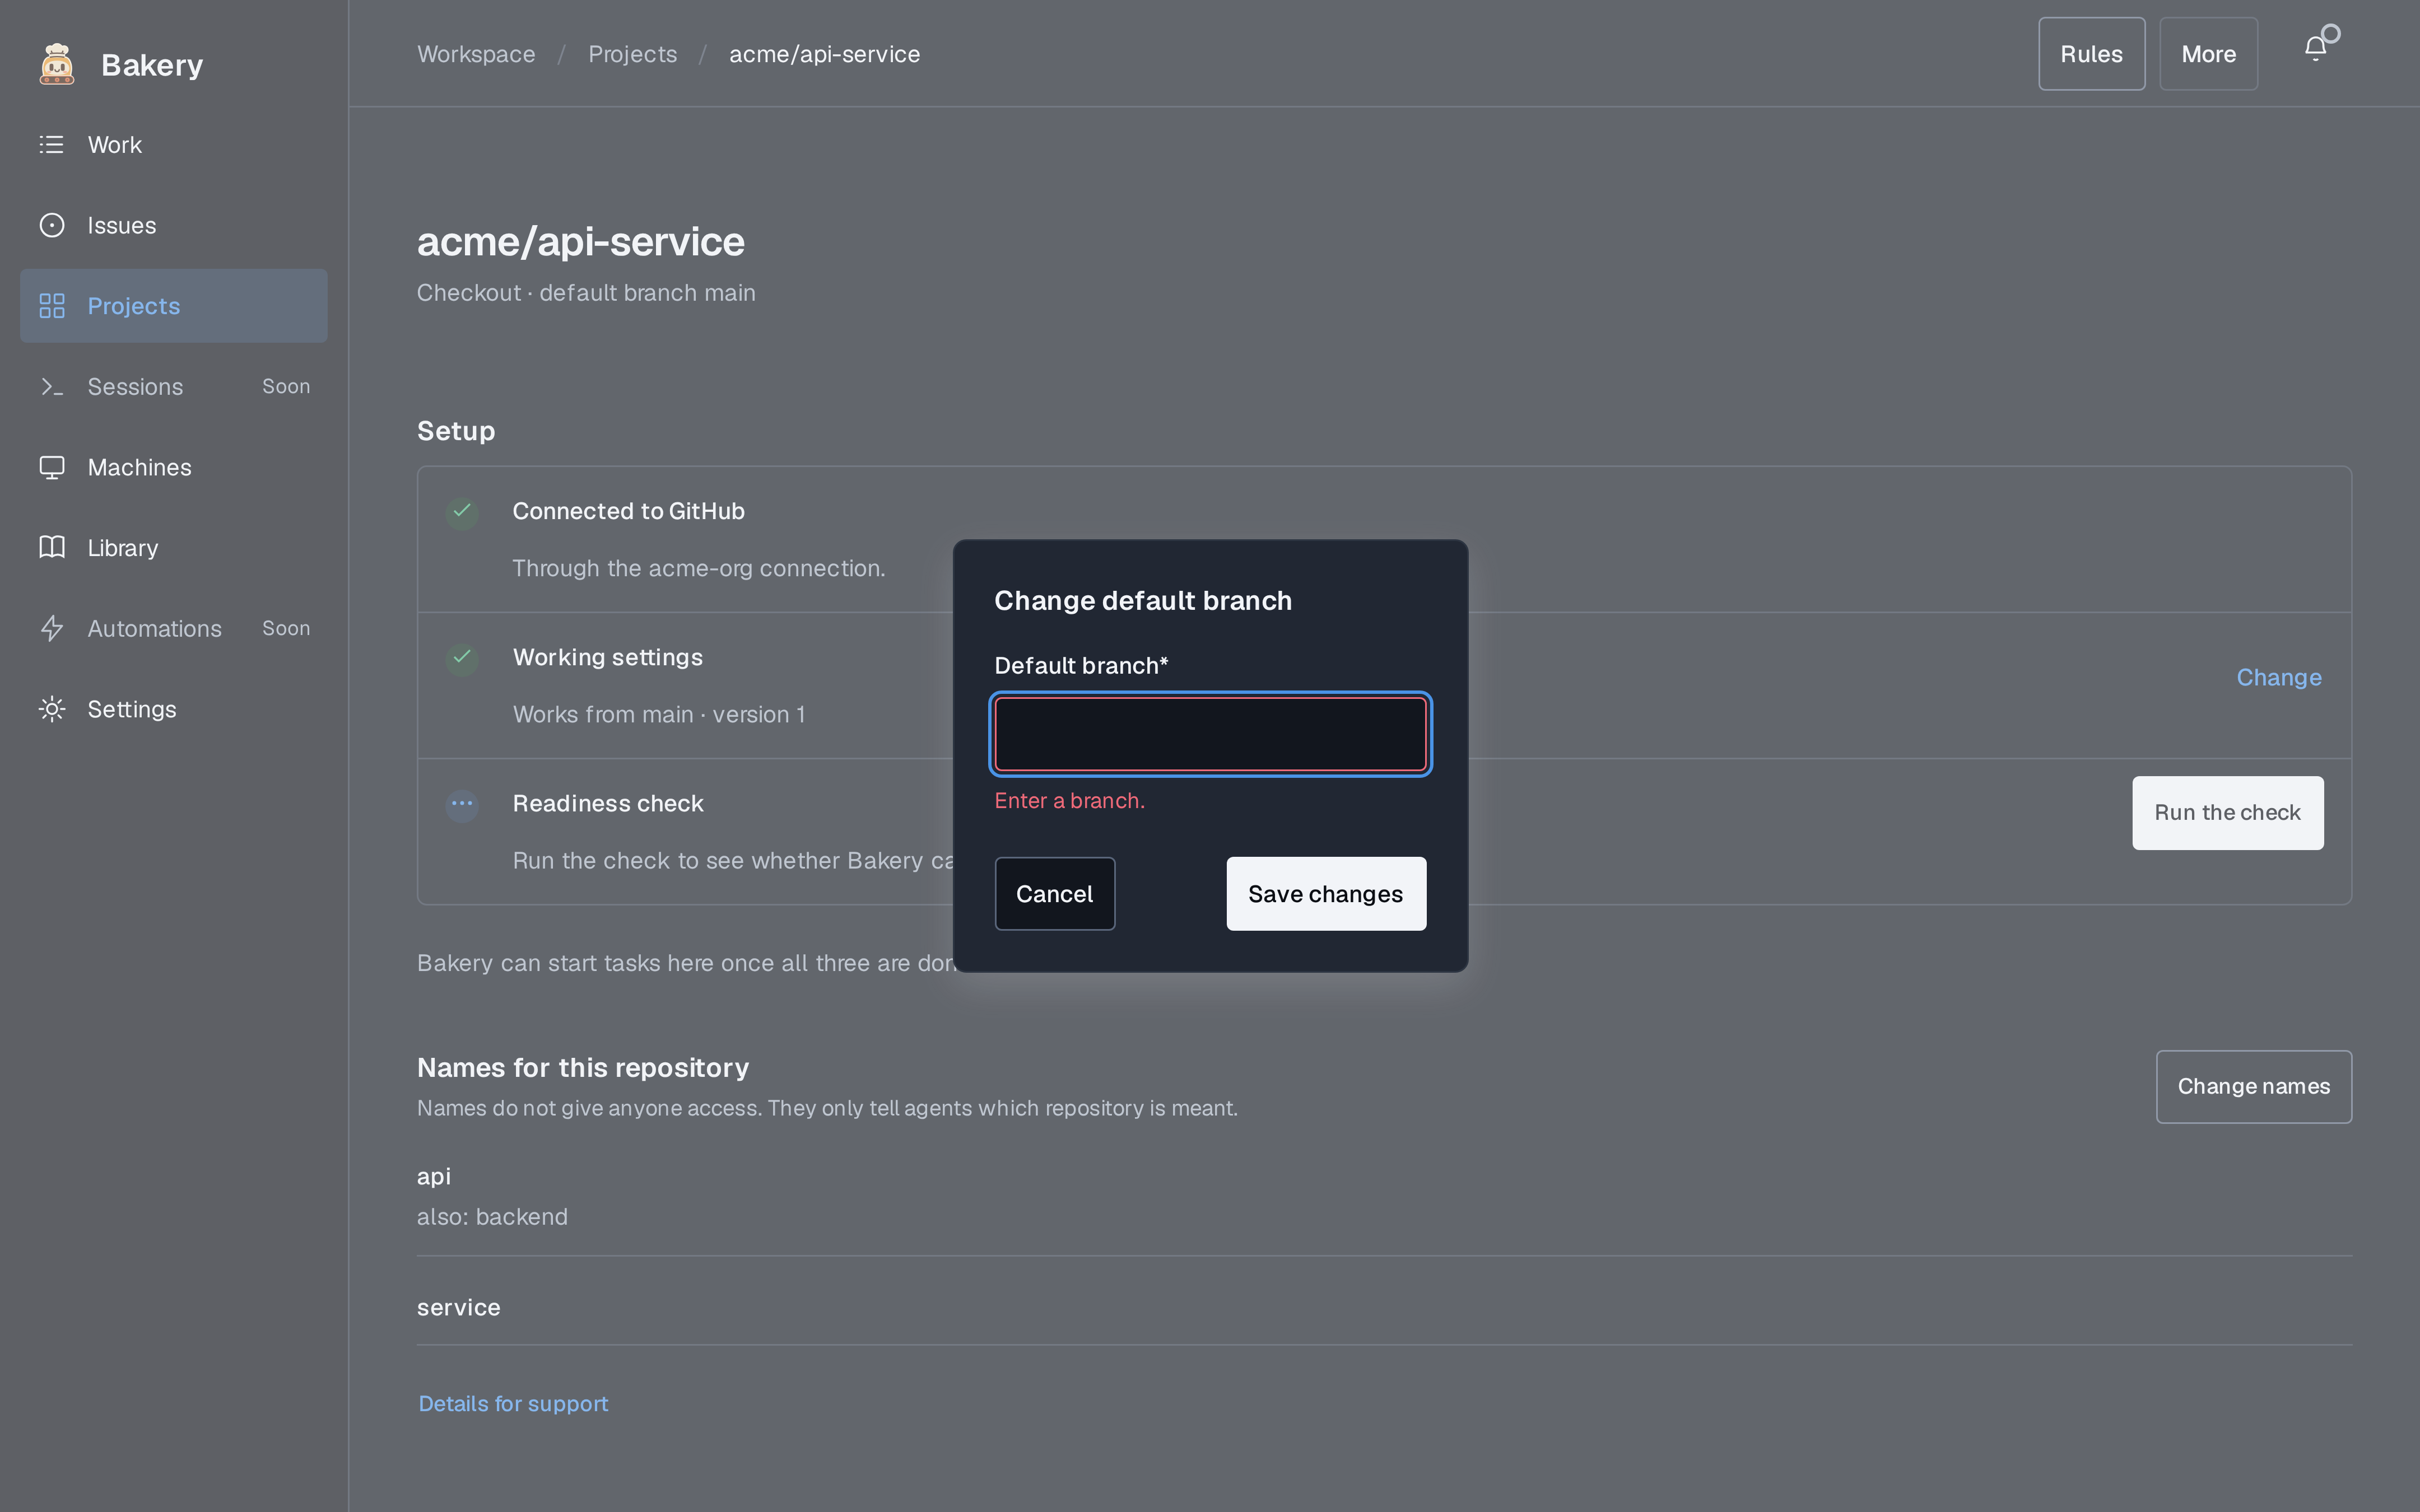 Bakery
Work
Issues
Projects
Sessions Soon
Machines
Library
Automations Soon
Settings
Workspace / Projects / acme/api-service
Rules More
acme/api-service
Checkout · default branch main
Setup
Connected to GitHub
Through the acme-org connection.
Working settings
Works from main · version 1
Change
Readiness check
Run the check to see whether Bakery
Run the check
Bakery can start tasks here once all three are
Change default branch
Default branch*
Enter a branch.
Cancel Save changes
Names for this repository
Names do not give anyone access. They only tell agents which repository is meant.
Change names
api
also: backend
service
Details for support